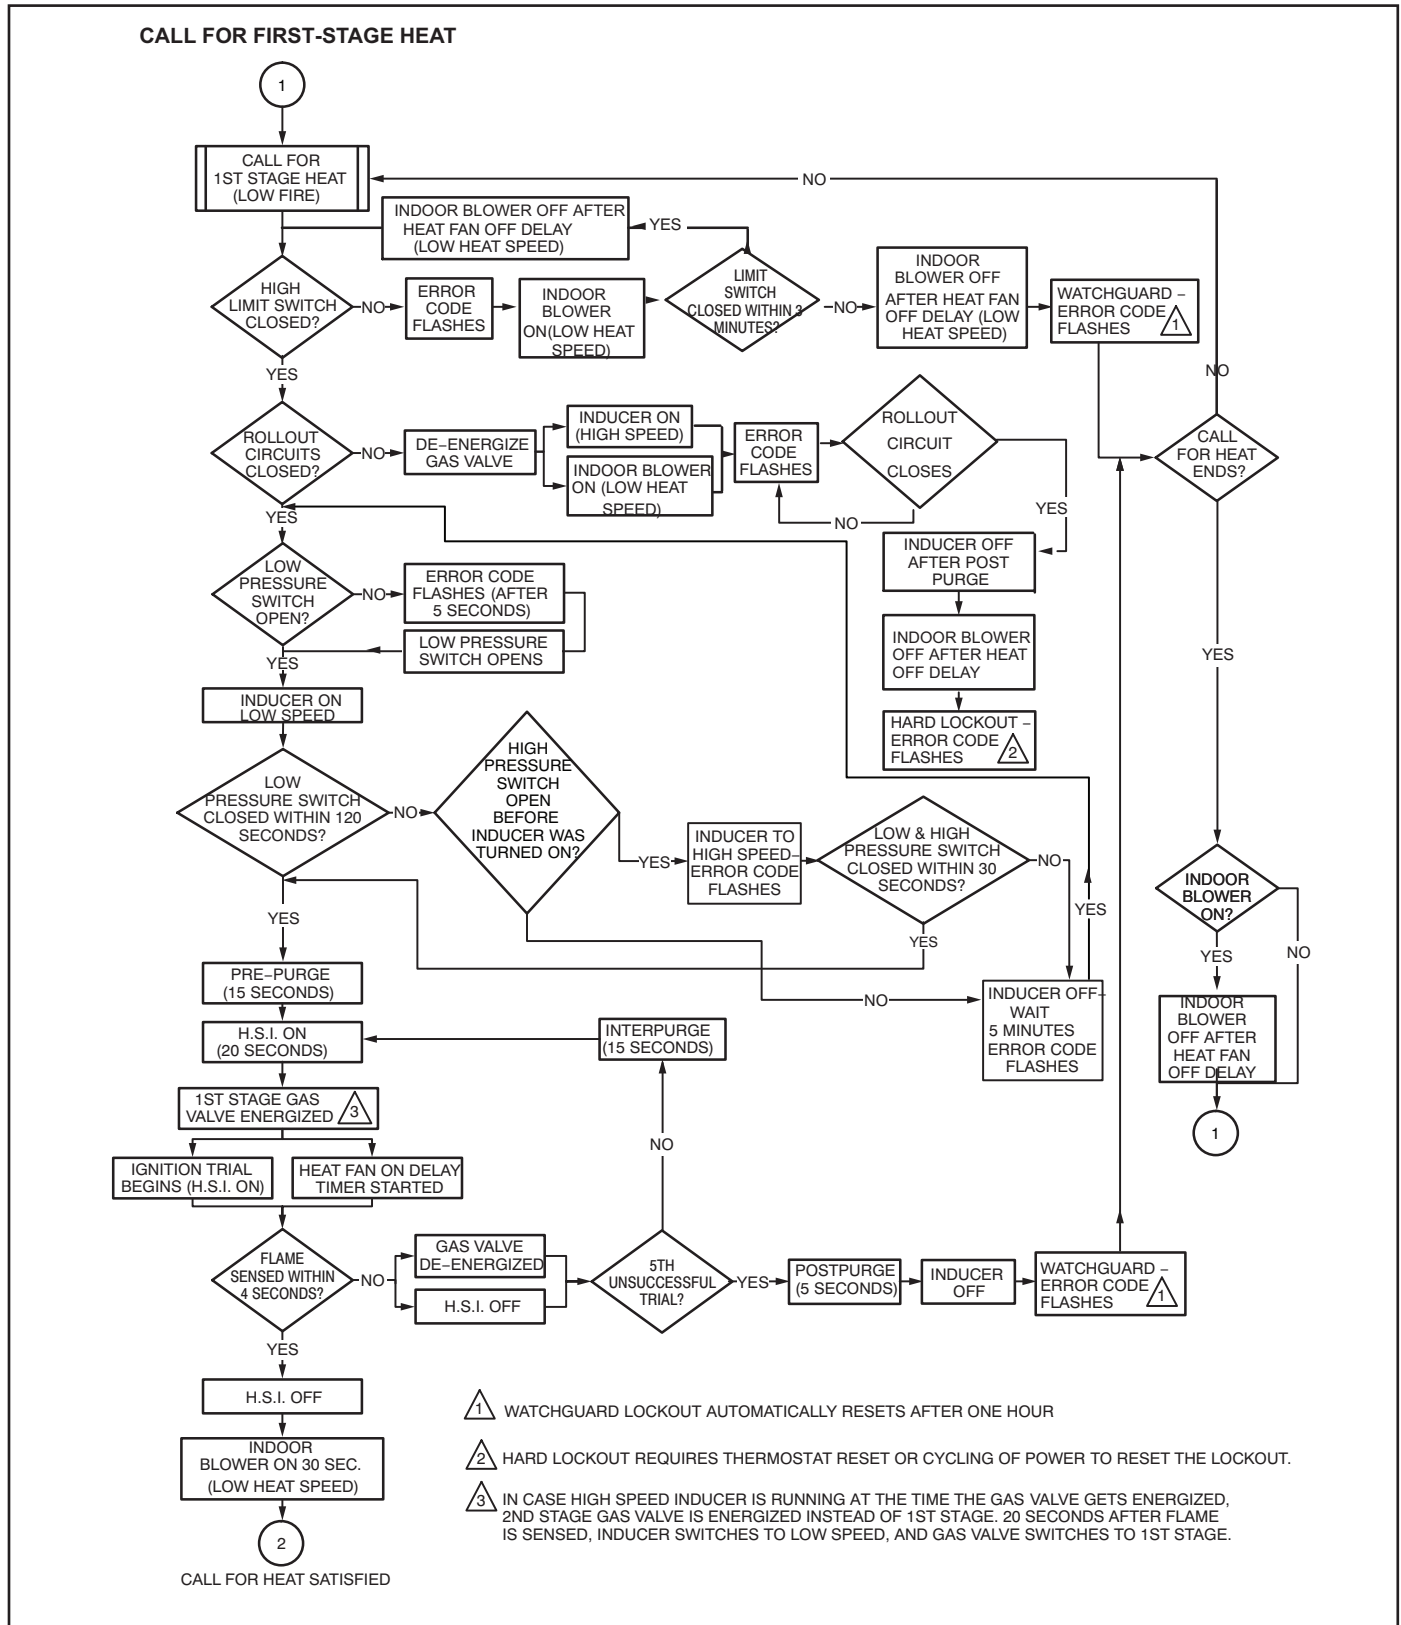 CALL FOR FIRST-STAGE HEAT
1
CALL FOR
1ST STAGE HEAT
(LOW FIRE)
NO
INDOOR BLOWER OFF AFTER
HEAT FAN OFF DELAY
(LOW HEAT SPEED)
YES
HIGH
LIMIT SWITCH
CLOSED?
NO
ERROR
CODE
FLASHES
INDOOR
BLOWER
ON(LOW HEAT
SPEED)
LIMIT
SWITCH
CLOSED WITHIN 3
MINUTES?
NO
INDOOR
BLOWER OFF
AFTER HEAT FAN
OFF DELAY (LOW
HEAT SPEED)
WATCHGUARD –
ERROR CODE
FLASHES
1
YES
NO
ROLLOUT
CIRCUITS
CLOSED?
NO
DE–ENERGIZE
GAS VALVE
INDUCER ON
(HIGH SPEED)
INDOOR BLOWER
ON (LOW HEAT
SPEED)
ERROR
CODE
FLASHES
ROLLOUT
CIRCUIT
CLOSES
NO
YES
CALL
FOR HEAT
ENDS?
YES
INDUCER OFF
AFTER POST
PURGE
INDOOR BLOWER
OFF AFTER HEAT
OFF DELAY
HARD LOCKOUT –
ERROR CODE
FLASHES
2
LOW
PRESSURE
SWITCH
OPEN?
NO
ERROR CODE
FLASHES (AFTER
5 SECONDS)
LOW PRESSURE
SWITCH OPENS
YES
YES
INDUCER ON
LOW SPEED
LOW
PRESSURE SWITCH
CLOSED WITHIN 120
SECONDS?
NO
HIGH
PRESSURE
SWITCH
OPEN
BEFORE
INDUCER WAS
TURNED ON?
YES
INDUCER TO
HIGH SPEED–
ERROR CODE
FLASHES
LOW & HIGH
PRESSURE SWITCH
CLOSED WITHIN 30
SECONDS?
NO
YES
INDOOR
BLOWER
ON?
YES
YES
YES
NO
PRE–PURGE
(15 SECONDS)
NO
INDUCER OFF–
WAIT
5 MINUTES
ERROR CODE
FLASHES
INDOOR
BLOWER
OFF AFTER
HEAT FAN
OFF DELAY
H.S.I. ON
(20 SECONDS)
INTERPURGE
(15 SECONDS)
1ST STAGE GAS
VALVE ENERGIZED
3
NO
1
IGNITION TRIAL
BEGINS (H.S.I. ON)
HEAT FAN ON DELAY
TIMER STARTED
FLAME
SENSED WITHIN
4 SECONDS?
NO
GAS VALVE
DE–ENERGIZED
H.S.I. OFF
5TH
UNSUCCESSFUL
TRIAL?
YES
POSTPURGE
(5 SECONDS)
INDUCER
OFF
WATCHGUARD –
ERROR CODE
FLASHES
1
YES
H.S.I. OFF
INDOOR
BLOWER ON 30 SEC.
(LOW HEAT SPEED)
2
CALL FOR HEAT SATISFIED
1 WATCHGUARD LOCKOUT AUTOMATICALLY RESETS AFTER ONE HOUR
2 HARD LOCKOUT REQUIRES THERMOSTAT RESET OR CYCLING OF POWER TO RESET THE LOCKOUT.
3 IN CASE HIGH SPEED INDUCER IS RUNNING AT THE TIME THE GAS VALVE GETS ENERGIZED,
2ND STAGE GAS VALVE IS ENERGIZED INSTEAD OF 1ST STAGE. 20 SECONDS AFTER FLAME
IS SENSED, INDUCER SWITCHES TO LOW SPEED, AND GAS VALVE SWITCHES TO 1ST STAGE.